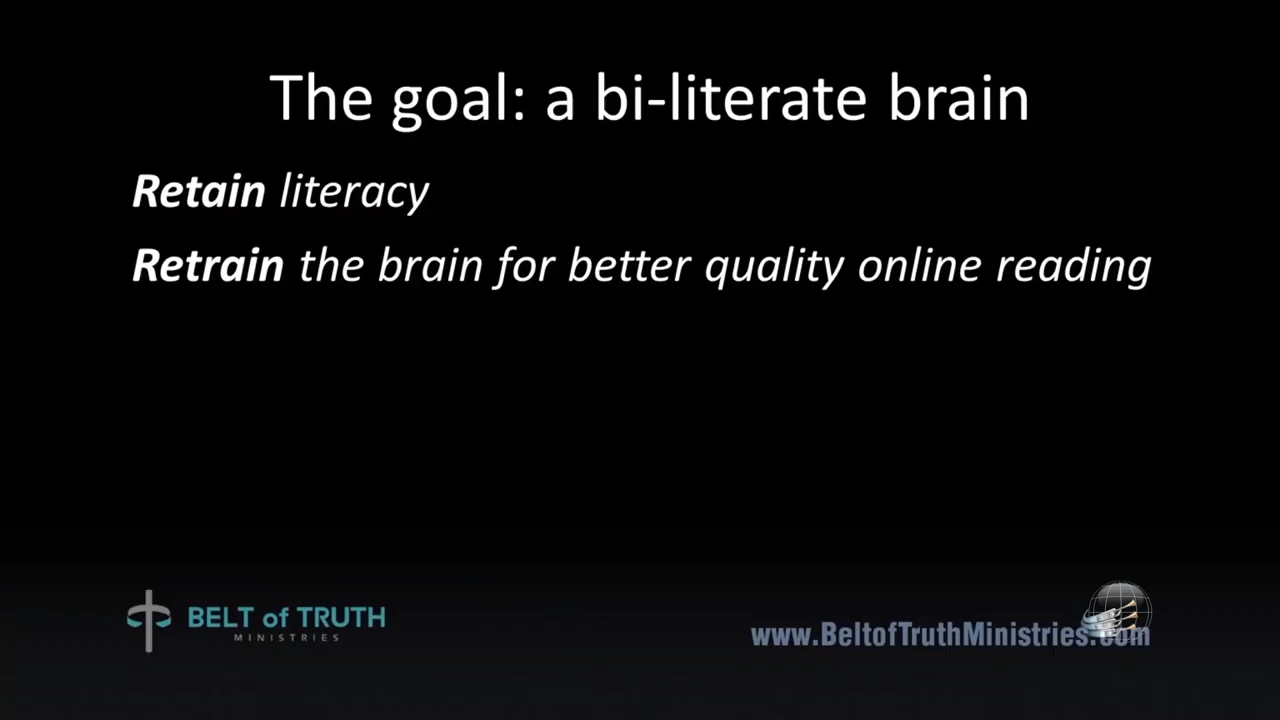 The goal: a bi-literate brain
Retain literacy
Retrain the brain for better quality online reading
BELT of TRUTH
MINISTRIES
www.BeltofTruthMinistries.com